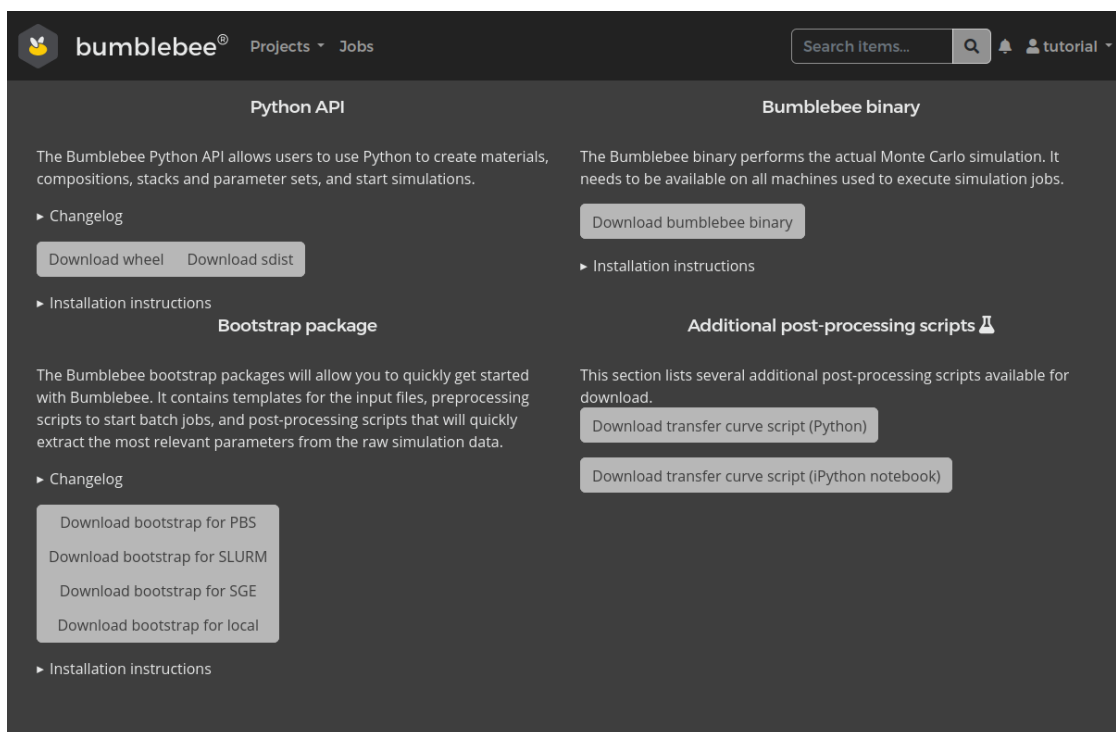 bumblebee® Projects Jobs Search items... tutorial
Python API
The Bumblebee Python API allows users to use Python to create materials,
compositions, stacks and parameter sets, and start simulations.
▸ Changelog
Download wheel Download sdist
▸ Installation instructions
Bumblebee binary
The Bumblebee binary performs the actual Monte Carlo simulation. It
needs to be available on all machines used to execute simulation jobs.
Download bumblebee binary
▸ Installation instructions
Bootstrap package
The Bumblebee bootstrap packages will allow you to quickly get started
with Bumblebee. It contains templates for the input files, preprocessing
scripts to start batch jobs, and post-processing scripts that will quickly
extract the most relevant parameters from the raw simulation data.
▸ Changelog
Download bootstrap for PBS
Download bootstrap for SLURM
Download bootstrap for SGE
Download bootstrap for local
▸ Installation instructions
Additional post-processing scripts
This section lists several additional post-processing scripts available for
download.
Download transfer curve script (Python)
Download transfer curve script (iPython notebook)